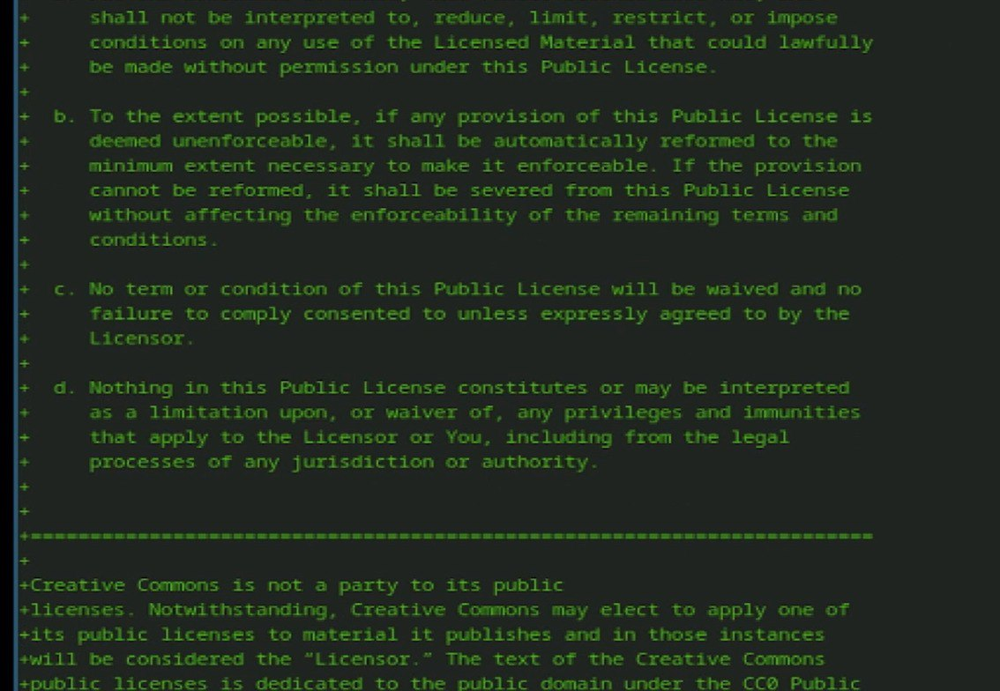 +     shall not be interpreted to, reduce, limit, restrict, or impose
+     conditions on any use of the Licensed Material that could lawfully
+     be made without permission under this Public License.
+
+  b. To the extent possible, if any provision of this Public License is
+     deemed unenforceable, it shall be automatically reformed to the
+     minimum extent necessary to make it enforceable. If the provision
+     cannot be reformed, it shall be severed from this Public License
+     without affecting the enforceability of the remaining terms and
+     conditions.
+
+  c. No term or condition of this Public License will be waived and no
+     failure to comply consented to unless expressly agreed to by the
+     Licensor.
+
+  d. Nothing in this Public License constitutes or may be interpreted
+     as a limitation upon, or waiver of, any privileges and immunities
+     that apply to the Licensor or You, including from the legal
+     processes of any jurisdiction or authority.
+
+
+=======================================================================
+
+Creative Commons is not a party to its public
+licenses. Notwithstanding, Creative Commons may elect to apply one of
+its public licenses to material it publishes and in those instances
+will be considered the “Licensor.” The text of the Creative Commons
+public licenses is dedicated to the public domain under the CC0 Public